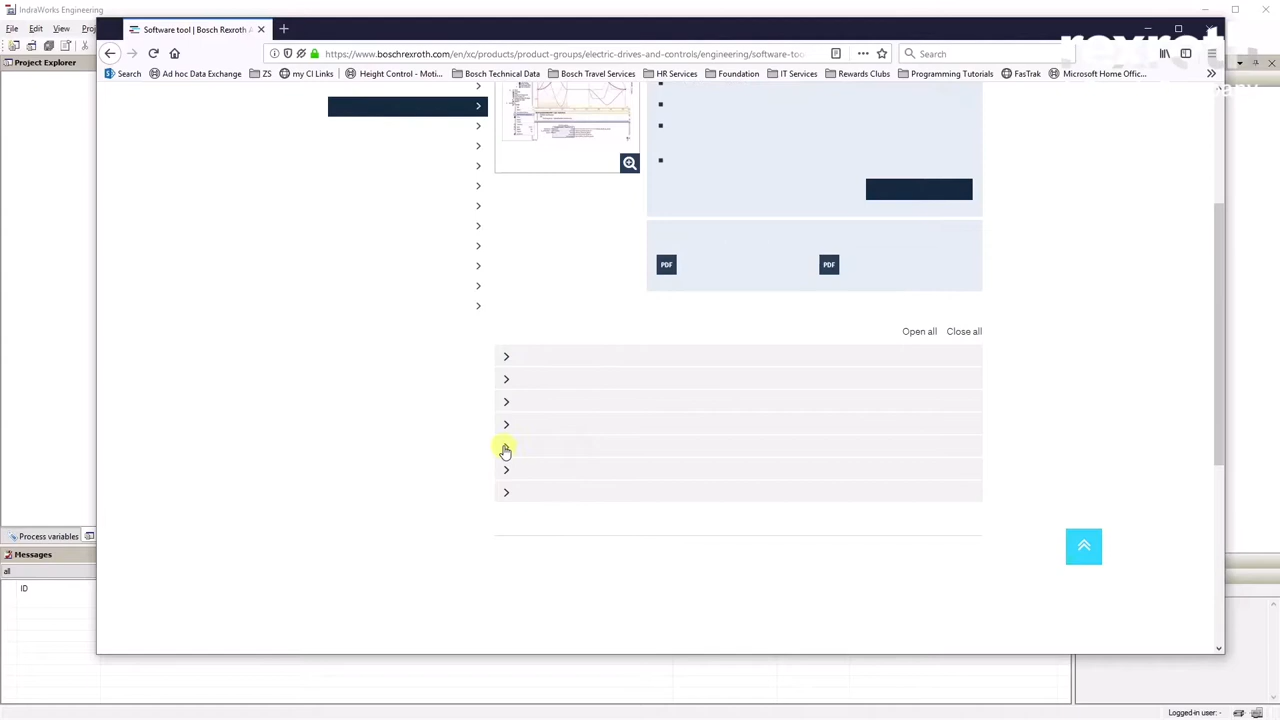 IndraWorks Engineering
File Edit View
Project Explorer
Software tool | Bosch Rexroth
https://www.boschrexroth.com/en/xc/products/product-groups/electric-drives-and-controls/engineering/software-too
Search
Search Ad hoc Data Exchange ZS my CI Links Height Control - Moti... Bosch Technical Data Bosch Travel Services HR Services Foundation IT Services Rewards Clubs Programming Tutorials FasTrak Microsoft Home Offic...
rexroth
PDF PDF
Open all Close all
Process variables
Messages
all
ID
Logged-in user: -